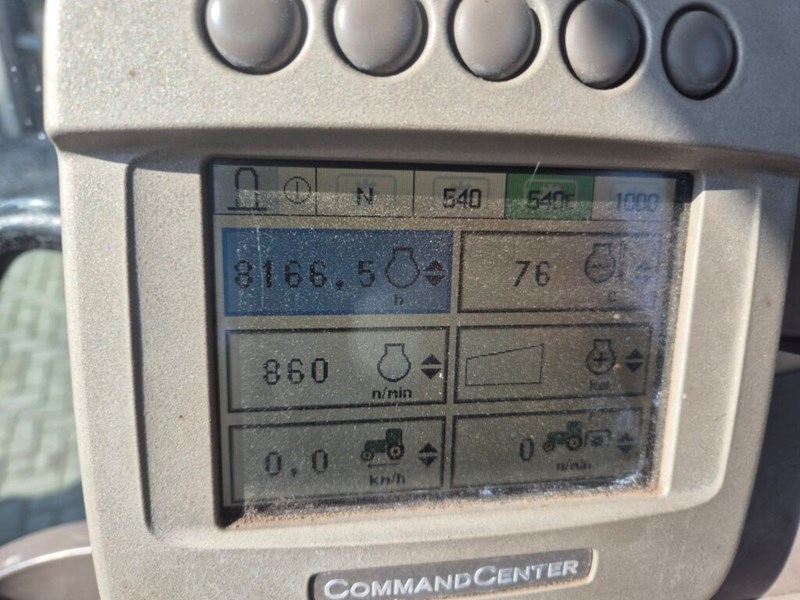 N 540 540E 1000
8166.5 h 76
860 n/min
0.0 km/h 0 n/min
COMMANDCENTER